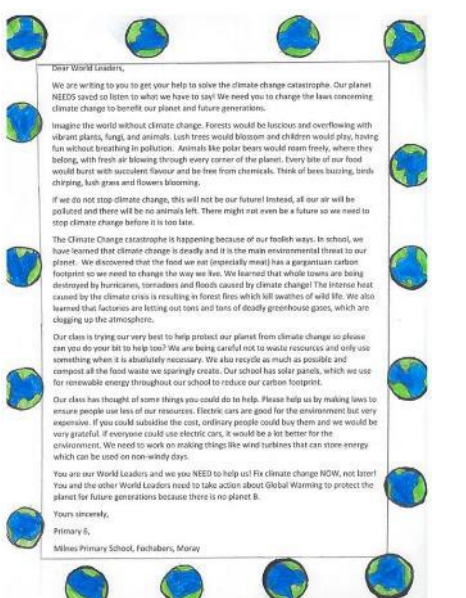 Dear World Leaders,
We are writing to you to get your help to solve the climate change catastrophe. Our planet
NEEDS saved so listen to what we have to say! We need you to change the laws concerning
climate change to benefit our planet and future generations.
Imagine the world without climate change. Forests would be luscious and overflowing with
vibrant plants, fungi, and animals. Lush trees would blossom and children would play, having
fun without breathing in pollution. Animals like polar bears would roam freely, where they
belong, with fresh air blowing through every corner of the planet. Every bite of our food
would burst with succulent flavour and be free from chemicals. Think of bees buzzing, birds
chirping, lush grass and flowers blooming.
If we do not stop climate change, this will not be our future! Instead, all our air will be
polluted and there will be no animals left. There might not even be a future so we need to
stop climate change before it is too late.
The Climate Change catastrophe is happening because of our foolish ways. In school, we
have learned that climate change is deadly and it is the main environmental threat to our
planet. We discovered that the food we eat (especially meat) has a gargantuan carbon
footprint so we need to change the way we live. We learned that whole towns are being
destroyed by hurricanes, tornadoes and floods caused by climate change! The intense heat
caused by the climate crisis is resulting in forest fires which kill swathes of wild life. We also
learned that factories are letting out tons and tons of deadly greenhouse gases, which are
clogging up the atmosphere.
Our class is trying our very best to help protect our planet from climate change so please
can you do your bit to help too? We are being careful not to waste resources and only use
something when it is absolutely necessary. We also recycle as much as possible and
compost all the food waste we sparingly create. Our school has solar panels, which we use
for renewable energy throughout our school to reduce our carbon footprint.
Our class has thought of some things you could do to help. Please help us by making laws to
ensure people use less of our resources. Electric cars are good for the environment but very
expensive. If you could subsidise the cost, ordinary people could buy them and we would be
very grateful. If everyone could use electric cars, it would be a lot better for the
environment. We need to work on making things like wind turbines that can store energy
which can be used on non-windy days.
You are our World Leaders and we you NEED to help us! Fix climate change NOW, not later!
You and the other World Leaders need to take action about Global Warming to protect the
planet for future generations because there is no planet B.
Yours sincerely,
Primary 6,
Milnes Primary School, Fochabers, Moray